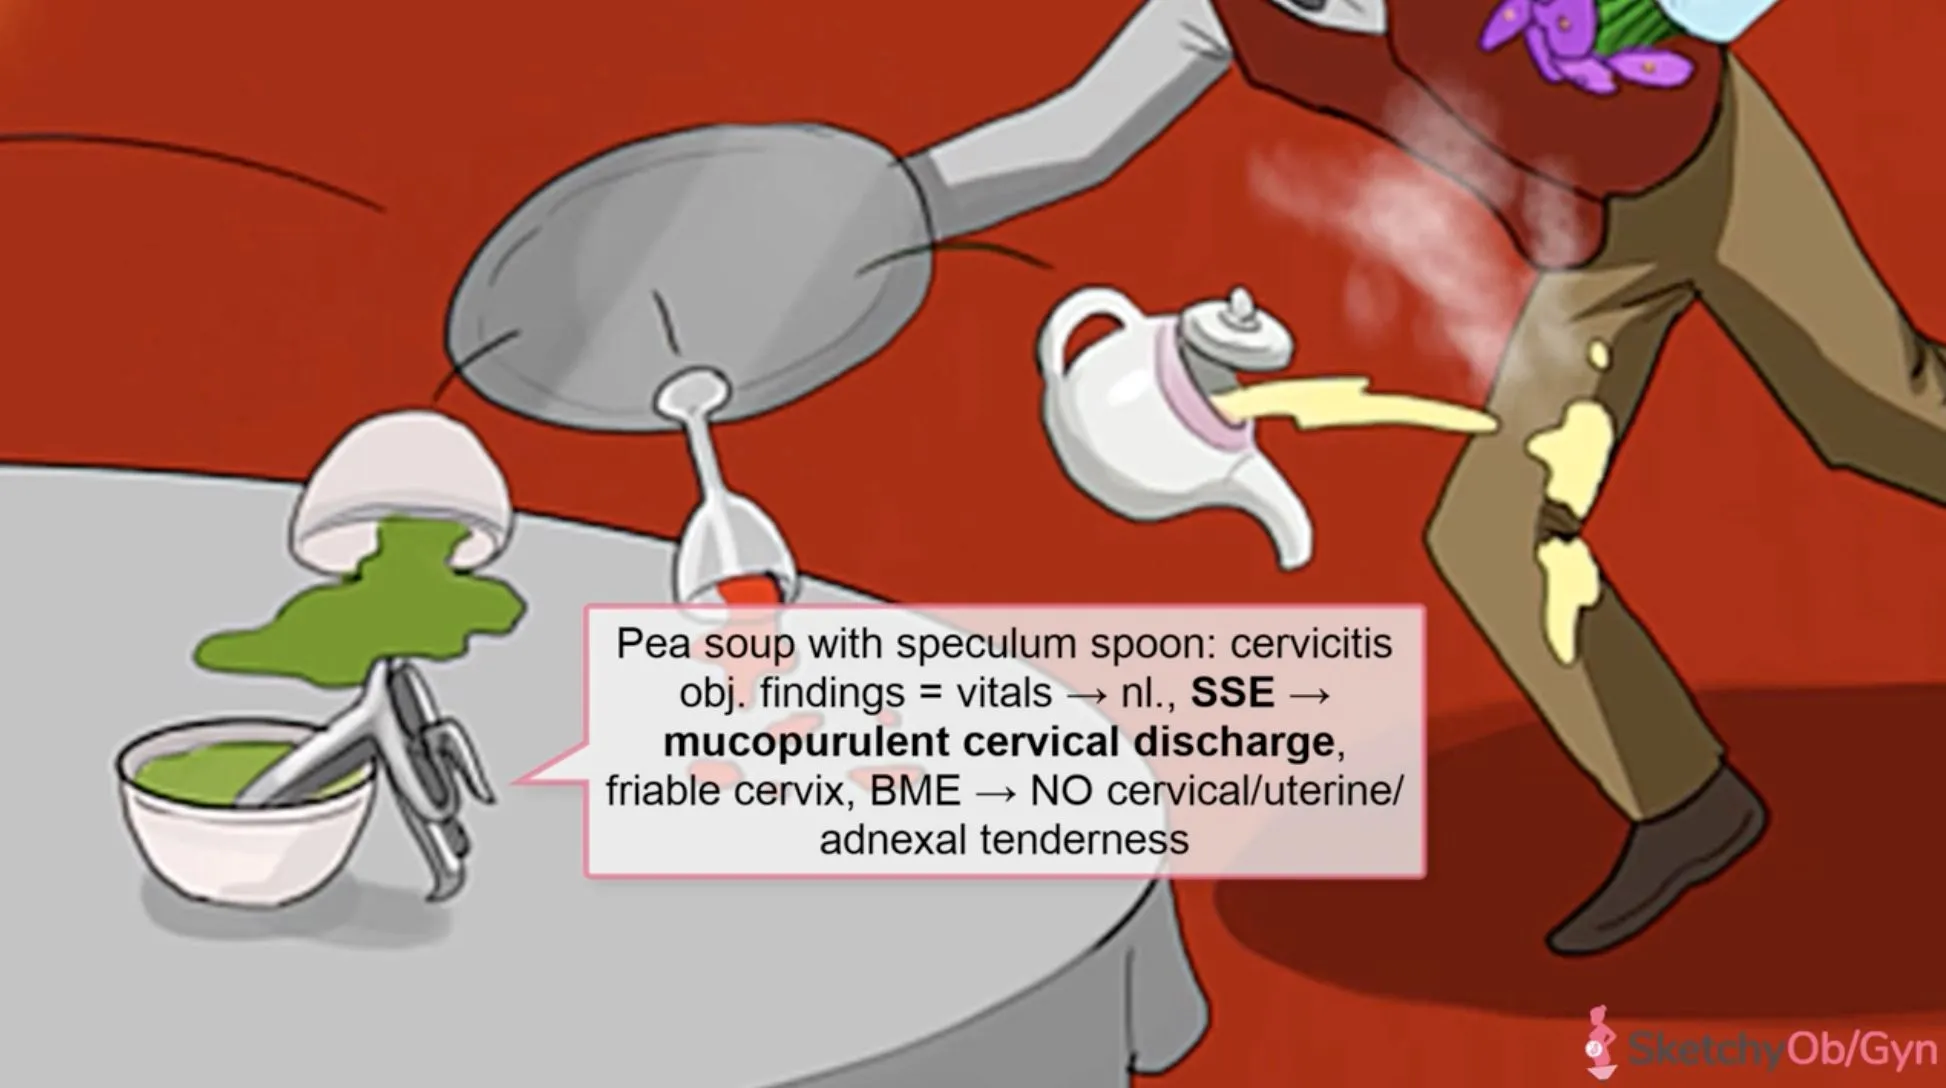 Pea soup with speculum spoon: cervicitis
obj. findings = vitals → nl., SSE →
mucopurulent cervical discharge,
friable cervix, BME → NO cervical/uterine/
adnexal tenderness
SketchyOb/Gyn